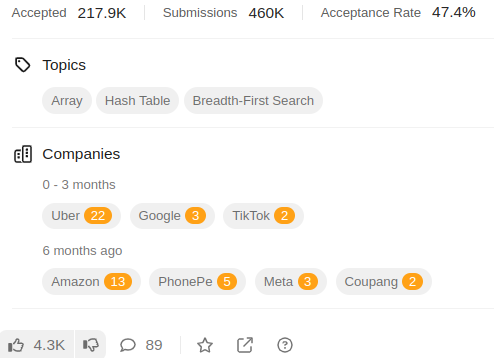 Accepted 217.9K Submissions 460K Acceptance Rate 47.4%
Topics
Array Hash Table Breadth-First Search
Companies
0 - 3 months
Uber 22 Google 3 TikTok 2
6 months ago
Amazon 13 PhonePe 5 Meta 3 Coupang 2
4.3K 89